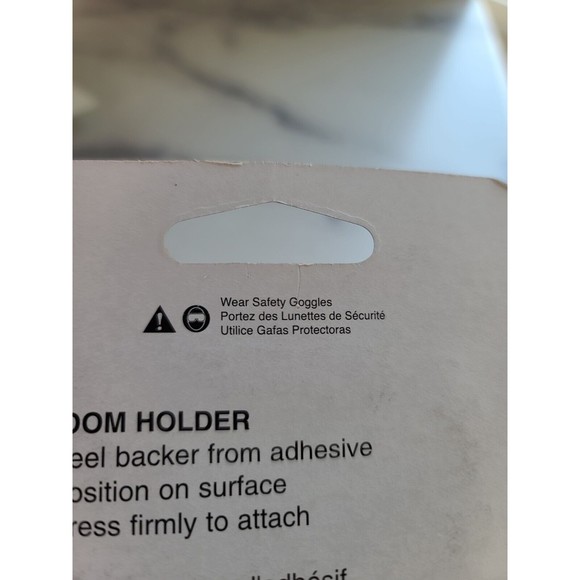 Wear Safety Goggles
Portez des Lunettes de Sécurité
Utilice Gafas Protectoras
OOM HOLDER
eel backer from adhesive
osition on surface
ress firmly to attach